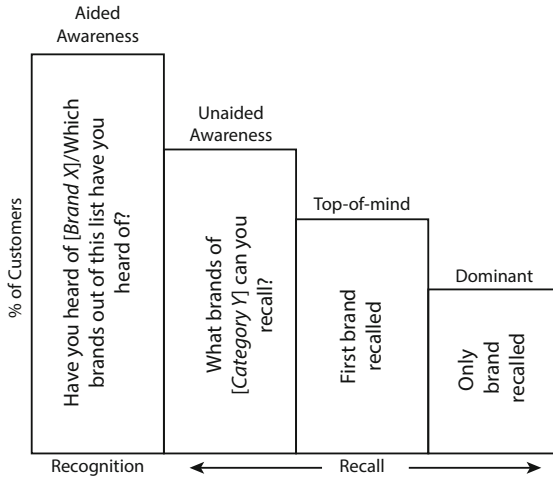 Aided
Awareness
Unaided
Awareness
Top-of-mind
Dominant
% of Customers
Have you heard of [Brand X]/Which
brands out of this list have you
heard of?
What brands of
[Category Y] can you
recall?
First brand
recalled
Only
brand
recalled
Recognition
Recall